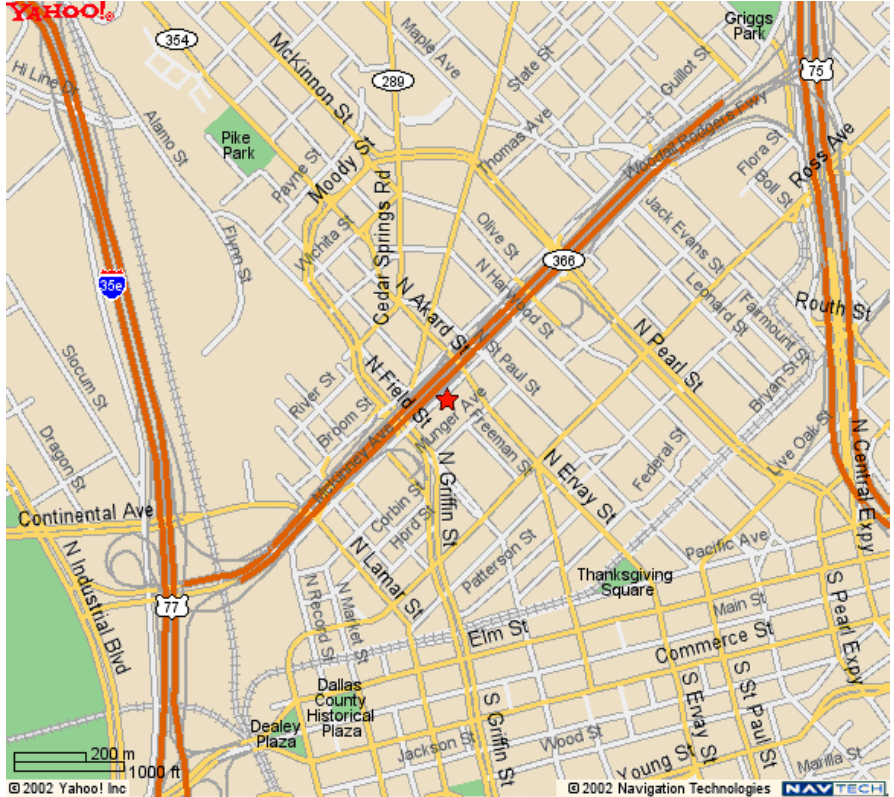 YAHOO!®
Griggs
Park
354
McKinnon St
Maple Ave
State St
Guillot St
75
Hi Line Dr
289
Alamo St
Pike
Park
Payne St
Moody St
Thomas Ave
Woodall Rodgers Fwy
Flora St
Boll St
Ross Ave
Cedar Springs Rd
Wichita St
Flynn St
Olive St
Jack Evans St
366
35e
N Harwood St
N Akard St
Leonard St
Fairmount St
Routh St
N Pearl St
N St Paul St
Slocum St
River St
N Field St
Bryan St
Broom St
Munger Ave
Freeman St
Dragon St
McKinney Ave
N Griffin St
N Ervay St
Federal St
Live Oak St
N Central Expy
Continental Ave
Corbin St
Hord St
N Industrial Blvd
N Lamar St
Patterson St
Pacific Ave
Thanksgiving
Square
N Record St
N Market St
77
Main St
Elm St
Commerce St
S Pearl Expy
Dallas
County
Historical
Plaza
Dealey
Plaza
S Griffin St
S Ervay St
S St Paul St
Jackson St
Wood St
Young St
Marilla St
200 m
1000 ft
© 2002 Yahoo! Inc
© 2002 Navigation Technologies
NAVTECH